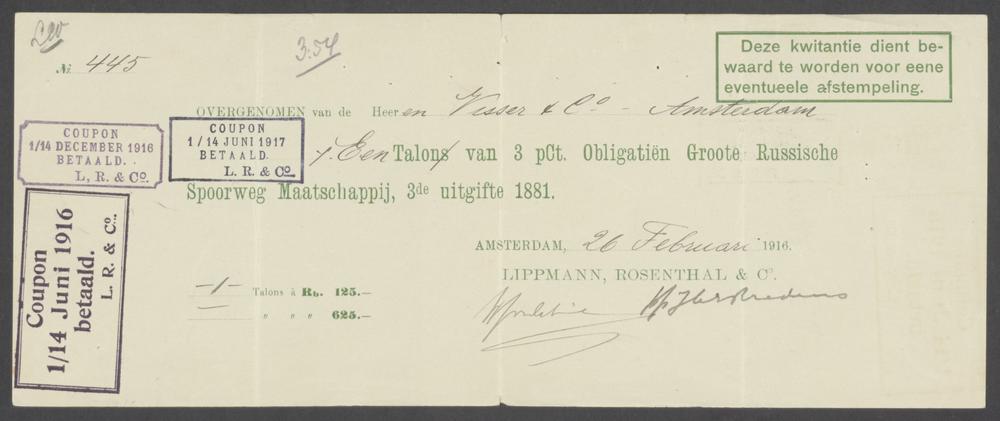 3.54
№ 445
Deze kwitantie dient be-
waard te worden voor eene
eventueele afstempeling.
OVERGENOMEN van de Heeren Visser & Co - Amsterdam
COUPON
1/14 DECEMBER 1916
BETAALD.
L, R. & Co.
COUPON
1/14 JUNI 1917
BETAALD.
L. R. & Co.
Een Talons van 3 pCt. Obligatiën Groote Russische
Spoorweg Maatschappij, 3de uitgifte 1881.
Coupon
1/14 Juni 1916
betaald.
L. R. & Co.
AMSTERDAM, 26 Februari 1916.
LIPPMANN, ROSENTHAL & Co.
-1- Talons à Rb. 125.—
— " " " 625.—